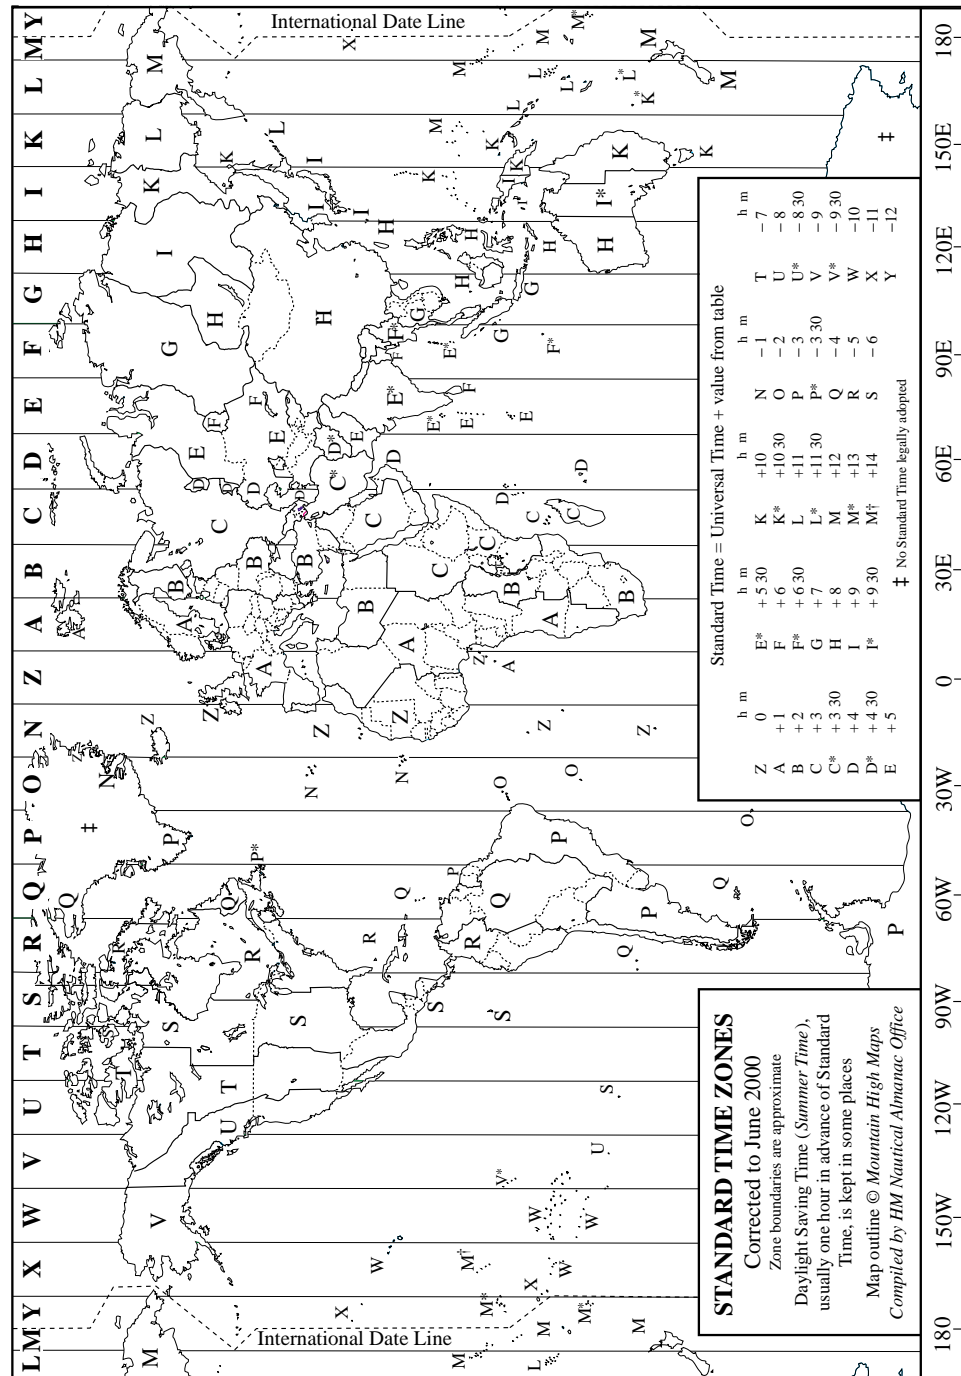 LMY X W V U T S R Q P O N Z A B C D E F G H I K L MY
International Date Line
International Date Line
M V T S R Q Q P ‡ N N Z
U T S S R Q P*
A A B B B A C D E F G H I K L M
Z Z A B C B D D D E F H I K L
X W W V* U S R Q P N N Z Z
M† M* M* X W W M L M M
S S S R Q P P P Q Q P
O O O Z Z A A B C C C B A B
C* D* D E E* F F* G H H I I
C C D D E* E E F G F* G H H H
H I* K K K L L* K* L* M M M* X
P ‡
STANDARD TIME ZONES
Corrected to June 2000
Zone boundaries are approximate
Daylight Saving Time (Summer Time),
usually one hour in advance of Standard
Time, is kept in some places
Map outline © Mountain High Maps
Compiled by HM Nautical Almanac Office
Standard Time = Universal Time + value from table
h m h m h m h m h m
Z 0 E* + 5 30 K +10 N − 1 T − 7
A + 1 F + 6 K* +10 30 O − 2 U − 8
B + 2 F* + 6 30 L +11 P − 3 U* − 8 30
C + 3 G + 7 L* +11 30 P* − 3 30 V − 9
C* + 3 30 H + 8 M +12 Q − 4 V* − 9 30
D + 4 I + 9 M* +13 R − 5 W −10
D* + 4 30 I* + 9 30 M† +14 S − 6 X −11
E + 5 Y −12
‡ No Standard Time legally adopted
180 150W 120W 90W 60W 30W 0 30E 60E 90E 120E 150E 180